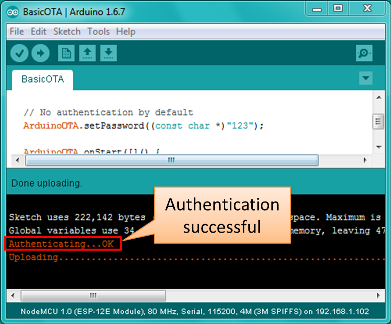 BasicOTA | Arduino 1.6.7
File Edit Sketch Tools Help
BasicOTA
// No authentication by default
ArduinoOTA.setPassword((const char *)"123");
ArduinoOTA.onStart([]() {
Done uploading.
Authentication
successful
Sketch uses 222,142 bytes space. Maximum is
Global variables use 34 memory, leaving 47
Authenticating...OK
Uploading...............................................
NodeMCU 1.0 (ESP-12E Module), 80 MHz, Serial, 115200, 4M (3M SPIFFS) on 192.168.1.102